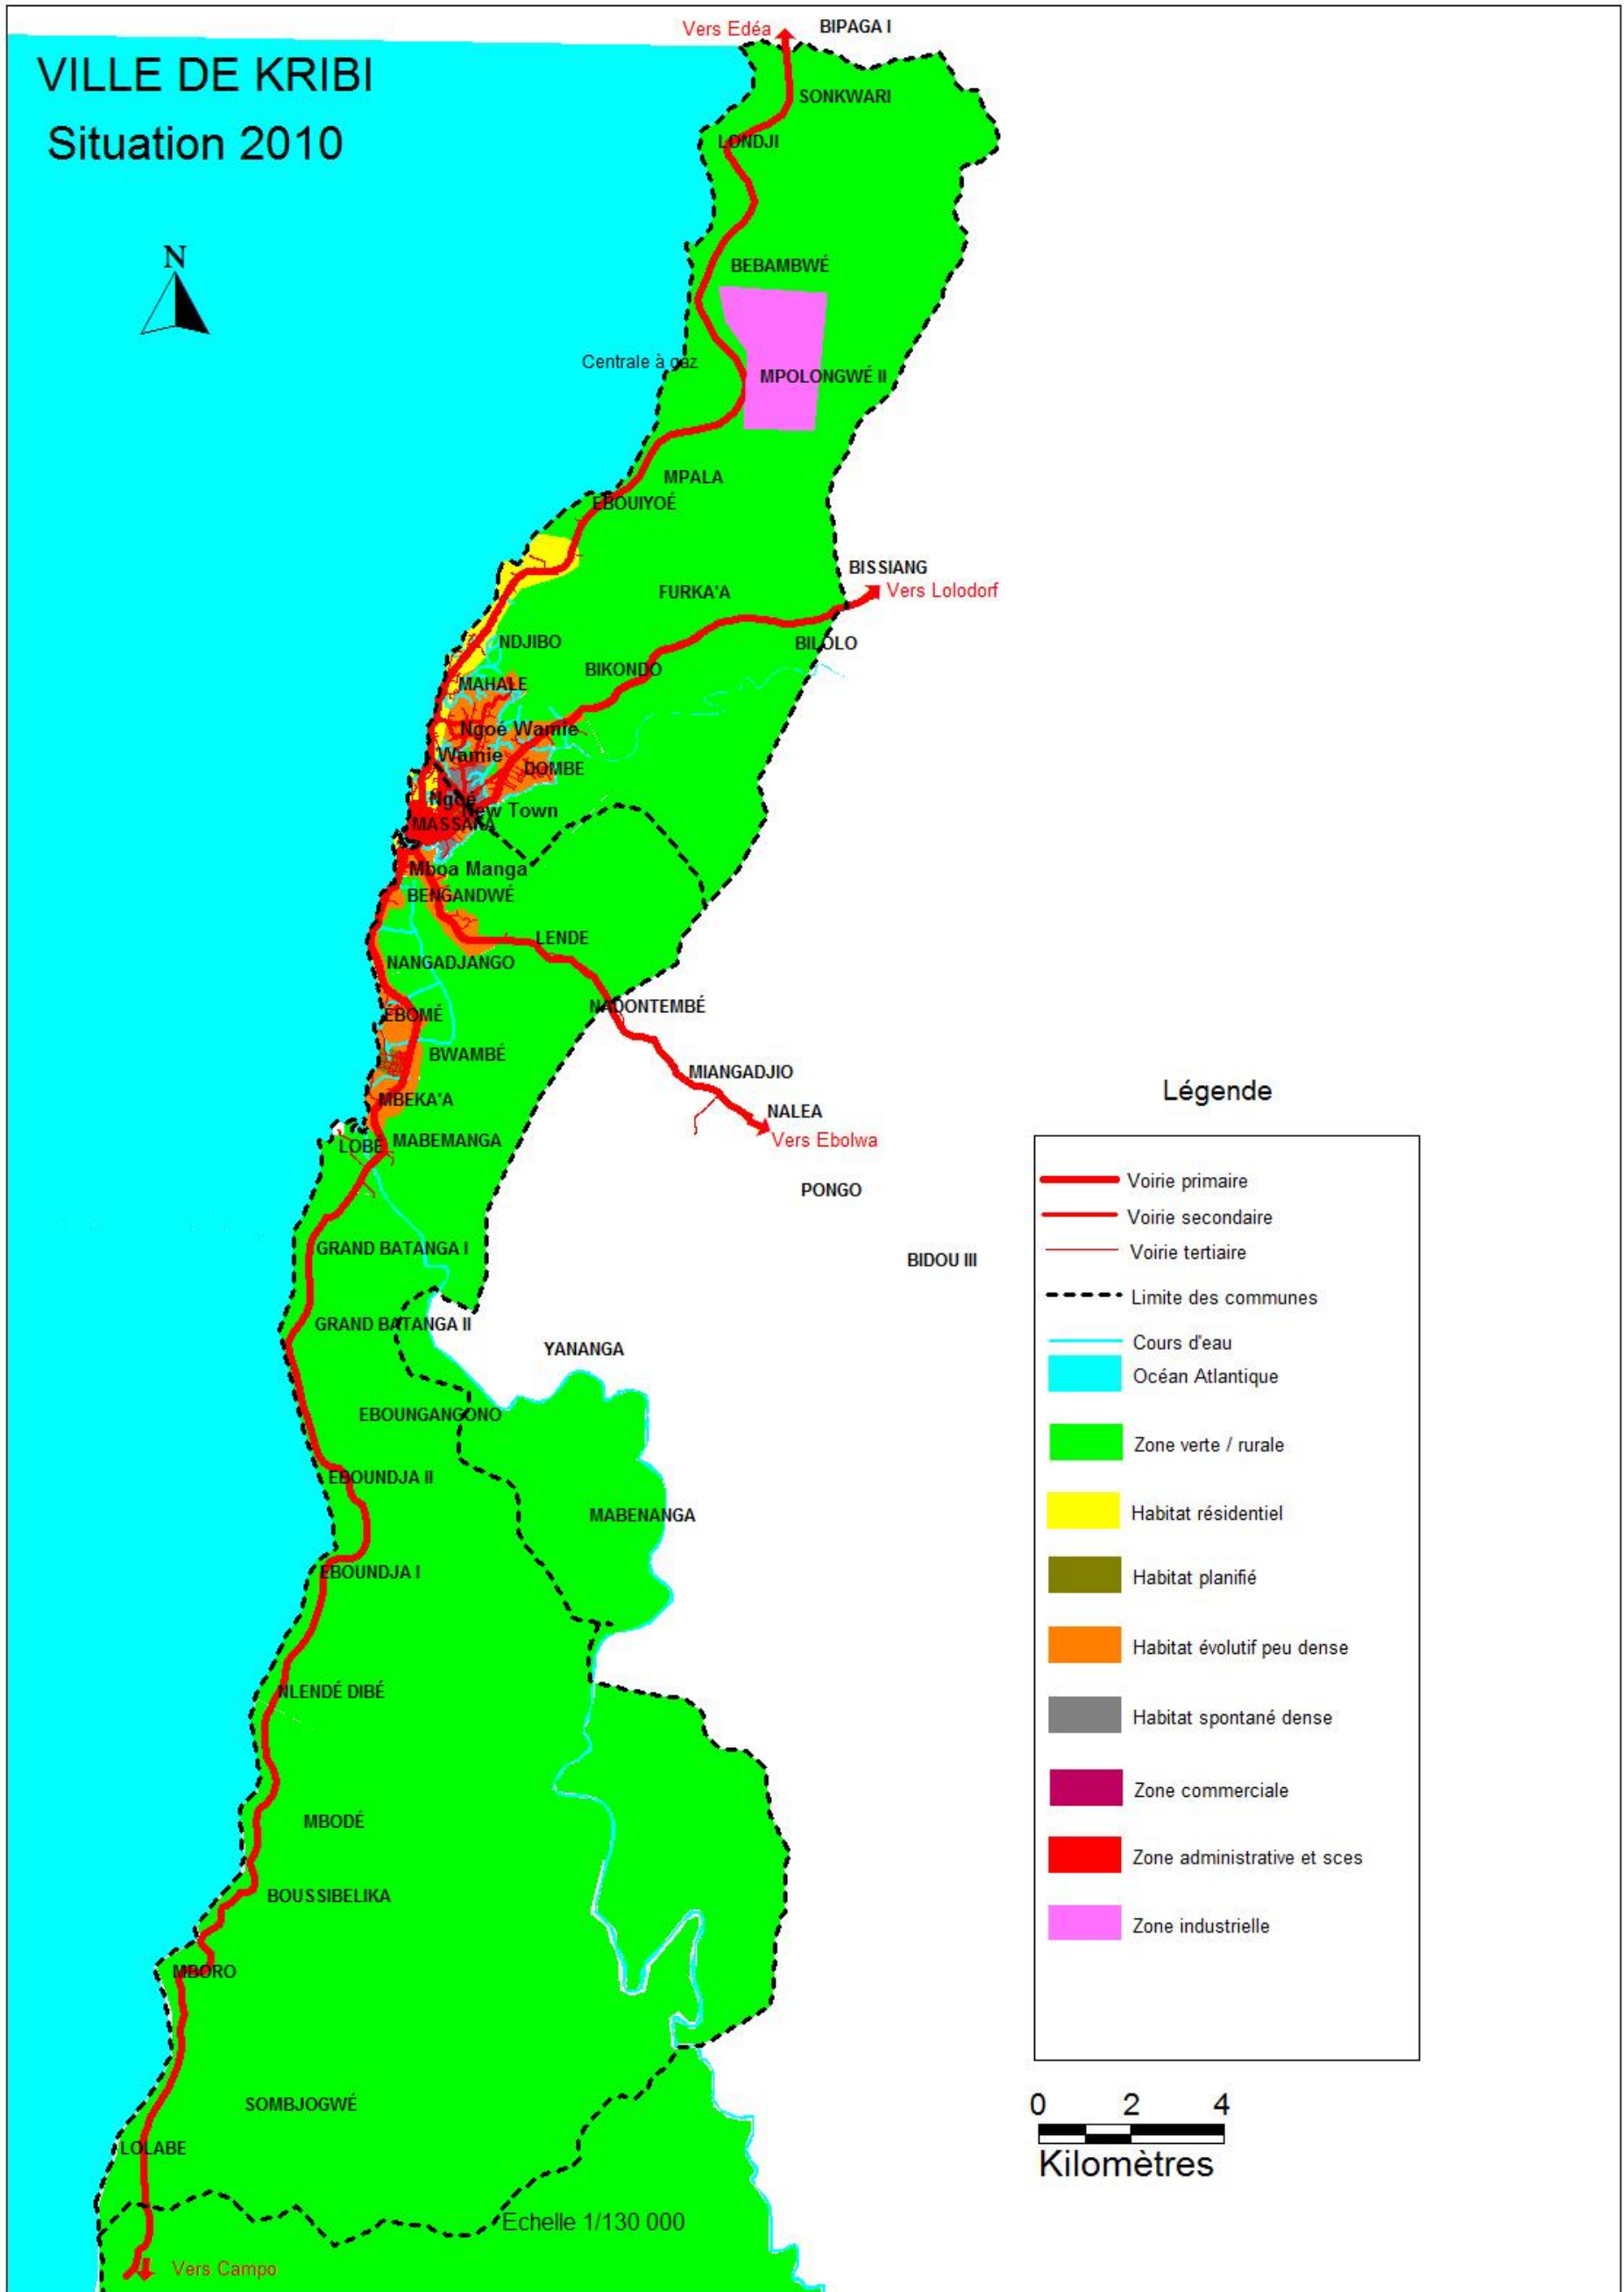 VILLE DE KRIBI
Situation 2010
N
Vers Edéa
BIPAGA I
SONKWARI
LONDJI
BEBAMBWÉ
Centrale à gaz
MPOLONGWÉ II
MPALA
EBOUIYOÉ
BISSIANG
Vers Lolodorf
FURKA'A
NDJIBO
BILOLO
BIKONDO
MAHALE
Ngoé Wamie
Wamie
DOMBE
Ngoé
New Town
MASSAKA
Mboa Manga
BENGANDWÉ
LENDE
NANGADJANGO
NADONTEMBÉ
ÉBOMÉ
BWAMBÉ
MIANGADJIO
MBEKA'A
NALEA
Vers Ebolwa
LOBE
MABEMANGA
PONGO
GRAND BATANGA I
BIDOU III
GRAND BATANGA II
YANANGA
EBOUNGANGONO
EBOUNDJA II
MABENANGA
EBOUNDJA I
NLENDÉ DIBÉ
MBODÉ
BOUSSIBELIKA
MBORO
SOMBJOGWÉ
LOLABE
Echelle 1/130 000
Vers Campo
Légende
Voirie primaire
Voirie secondaire
Voirie tertiaire
Limite des communes
Cours d'eau
Océan Atlantique
Zone verte / rurale
Habitat résidentiel
Habitat planifié
Habitat évolutif peu dense
Habitat spontané dense
Zone commerciale
Zone administrative et sces
Zone industrielle
0 2 4
Kilomètres